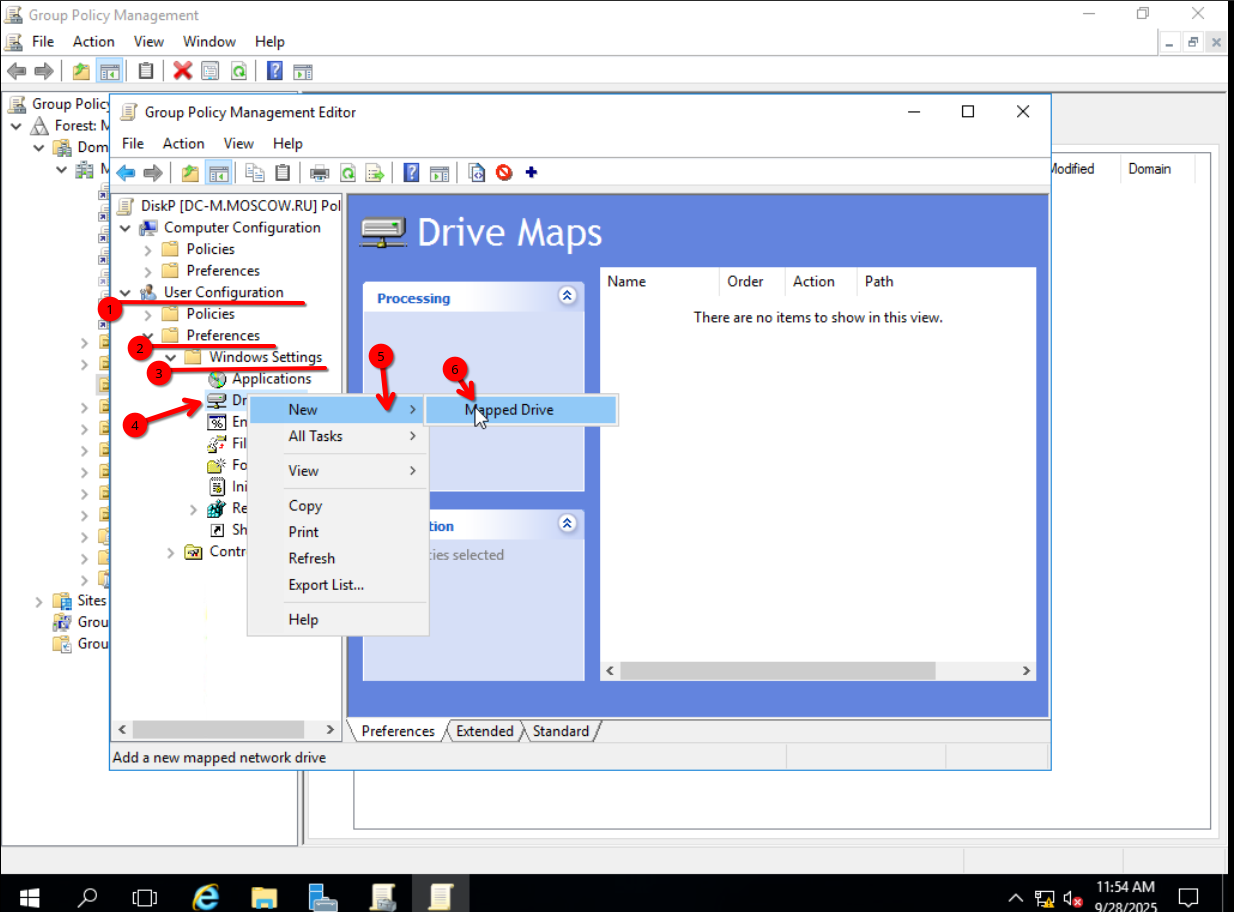 Group Policy Management
File Action View Window Help
Group Policy
Forest: M
Dom
M
Sites
Grou
Grou
Modified Domain
Group Policy Management Editor
File Action View Help
DiskP [DC-M.MOSCOW.RU] Pol
Computer Configuration
Policies
Preferences
User Configuration
1
Policies
Preferences
2
Windows Settings
3
Applications
Dr
4
En
Fil
Fo
Ini
Re
Sh
Contr
New
5
All Tasks
View
Copy
Print
Refresh
Export List...
Help
6
Mapped Drive
Drive Maps
Processing
tion
cies selected
Name Order Action Path
There are no items to show in this view.
Preferences Extended Standard
Add a new mapped network drive
11:54 AM
9/28/2025